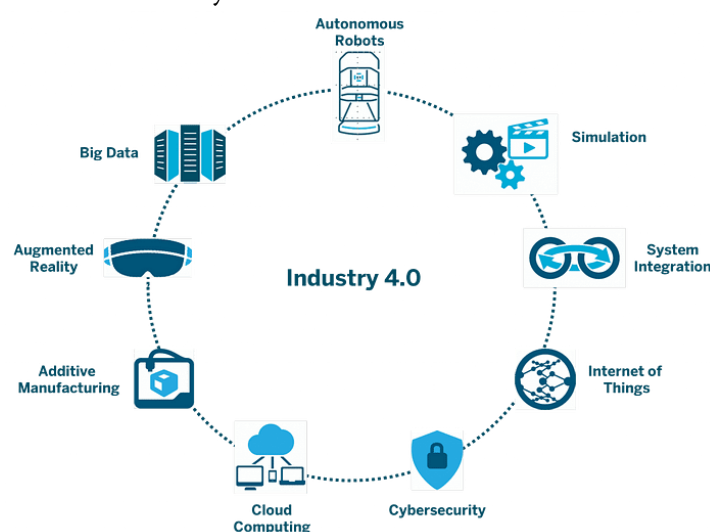 Autonomous
Robots
Simulation
Big Data
System
Integration
Augmented
Reality
Industry 4.0
Internet of
Things
Additive
Manufacturing
Cybersecurity
Cloud
Computing